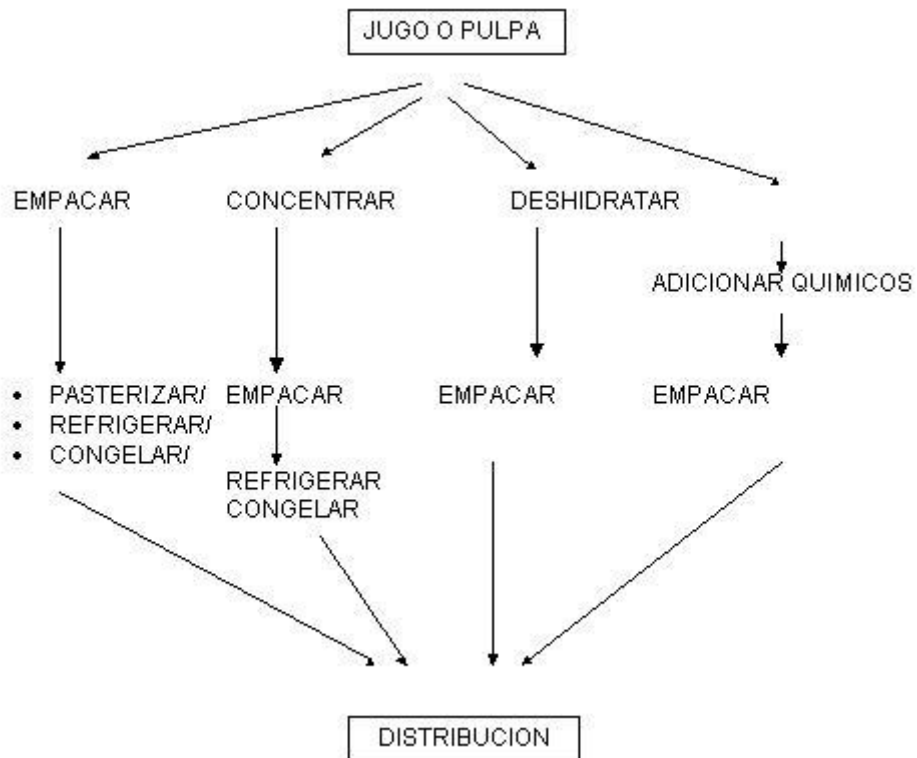 JUGO O PULPA
EMPACAR
CONCENTRAR
DESHIDRATAR
ADICIONAR QUIMICOS
• PASTERIZAR/
• REFRIGERAR/
• CONGELAR/
EMPACAR
EMPACAR
EMPACAR
REFRIGERAR
CONGELAR
DISTRIBUCION